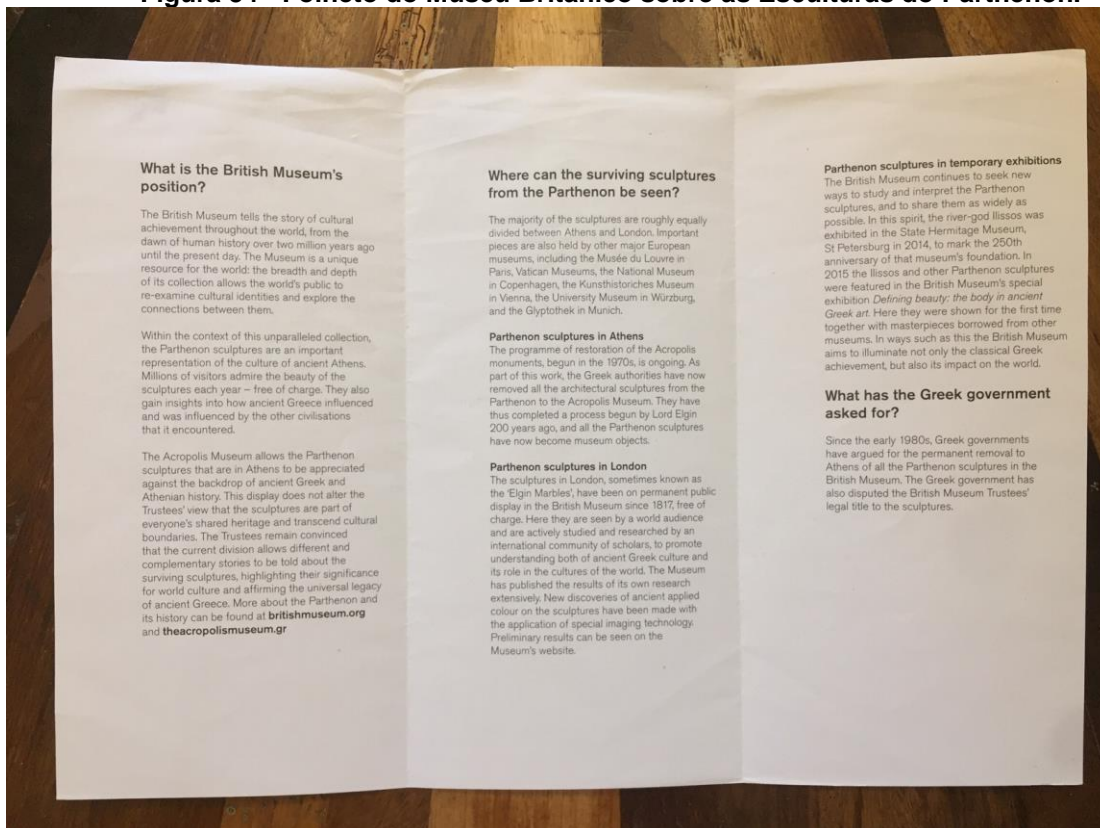 Folheto do Museu Britânico sobre as Esculturas do Parthenon.
What is the British Museum's
position?
The British Museum tells the story of cultural
achievement throughout the world, from the
dawn of human history over two million years ago
until the present day. The Museum is a unique
resource for the world: the breadth and depth
of its collection allows the world's public to
re-examine cultural identities and explore the
connections between them.
Within the context of this unparalleled collection,
the Parthenon sculptures are an important
representation of the culture of ancient Athens.
Millions of visitors admire the beauty of the
sculptures each year – free of charge. They also
gain insights into how ancient Greece influenced
and was influenced by the other civilisations
that it encountered.
The Acropolis Museum allows the Parthenon
sculptures that are in Athens to be appreciated
against the backdrop of ancient Greek and
Athenian history. This display does not alter the
Trustees' view that the sculptures are part of
everyone's shared heritage and transcend cultural
boundaries. The Trustees remain convinced
that the current division allows different and
complementary stories to be told about the
surviving sculptures, highlighting their significance
for world culture and affirming the universal legacy
of ancient Greece. More about the Parthenon and
its history can be found at britishmuseum.org
and theacropolismuseum.gr
Where can the surviving sculptures
from the Parthenon be seen?
The majority of the sculptures are roughly equally
divided between Athens and London. Important
pieces are also held by other major European
museums, including the Musée du Louvre in
Paris, Vatican Museums, the National Museum
in Copenhagen, the Kunsthistoriches Museum
in Vienna, the University Museum in Würzburg,
and the Glyptothek in Munich.
Parthenon sculptures in Athens
The programme of restoration of the Acropolis
monuments, begun in the 1970s, is ongoing. As
part of this work, the Greek authorities have now
removed all the architectural sculptures from the
Parthenon to the Acropolis Museum. They have
thus completed a process begun by Lord Elgin
200 years ago, and all the Parthenon sculptures
have now become museum objects.
Parthenon sculptures in London
The sculptures in London, sometimes known as
the 'Elgin Marbles', have been on permanent public
display in the British Museum since 1817, free of
charge. Here they are seen by a world audience
and are actively studied and researched by an
international community of scholars, to promote
understanding both of ancient Greek culture and
its role in the cultures of the world. The Museum
has published the results of its own research
extensively. New discoveries of ancient applied
colour on the sculptures have been made with
the application of special imaging technology.
Preliminary results can be seen on the
Museum's website.
Parthenon sculptures in temporary exhibitions
The British Museum continues to seek new
ways to study and interpret the Parthenon
sculptures, and to share them as widely as
possible. In this spirit, the river-god Ilissos was
exhibited in the State Hermitage Museum,
St Petersburg in 2014, to mark the 250th
anniversary of that museum's foundation. In
2015 the Ilissos and other Parthenon sculptures
were featured in the British Museum's special
exhibition Defining beauty: the body in ancient
Greek art. Here they were shown for the first time
together with masterpieces borrowed from other
museums. In ways such as this the British Museum
aims to illuminate not only the classical Greek
achievement, but also its impact on the world.
What has the Greek government
asked for?
Since the early 1980s, Greek governments
have argued for the permanent removal to
Athens of all the Parthenon sculptures in the
British Museum. The Greek government has
also disputed the British Museum Trustees'
legal title to the sculptures.